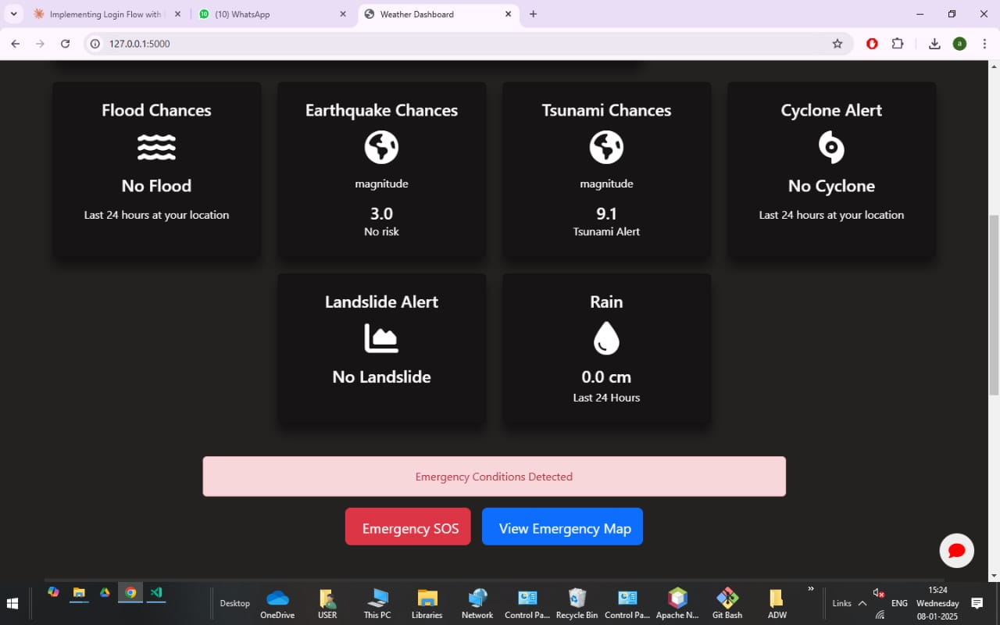 Implementing Login Flow with
(10) WhatsApp
Weather Dashboard
127.0.0.1:5000
a
Flood Chances
No Flood
Last 24 hours at your location
Earthquake Chances
magnitude
3.0
No risk
Tsunami Chances
magnitude
9.1
Tsunami Alert
Cyclone Alert
No Cyclone
Last 24 hours at your location
Landslide Alert
No Landslide
Rain
0.0 cm
Last 24 Hours
Emergency Conditions Detected
Emergency SOS
View Emergency Map
Desktop
OneDrive
USER
This PC
Libraries
Network
Control Pa...
Recycle Bin
Control Pa...
Apache N...
Git Bash
ADW
»
Links
ENG
15:24
Wednesday
08-01-2025